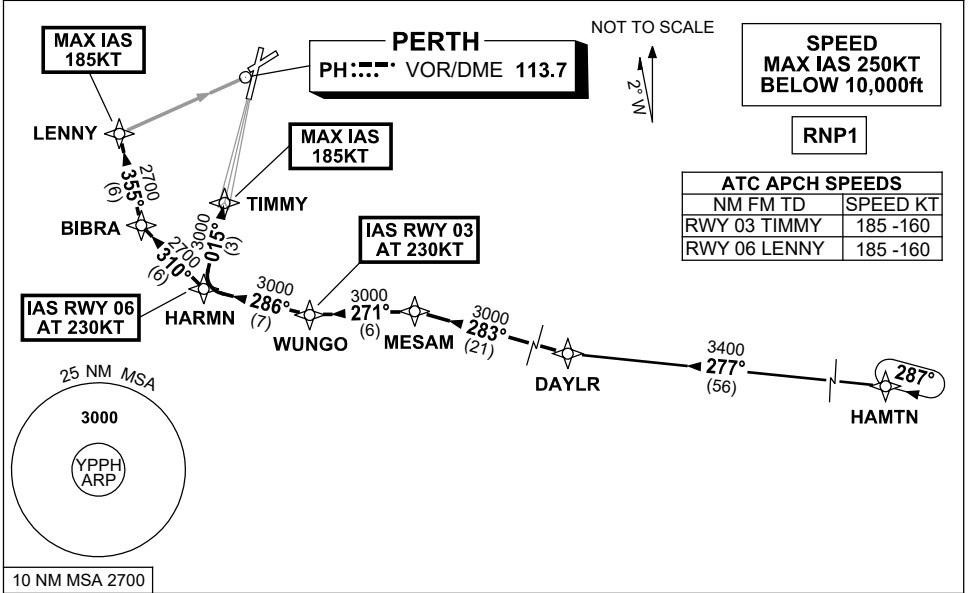 MAX IAS
185KT
PERTH
PH VOR/DME 113.7
NOT TO SCALE
2° W
SPEED
MAX IAS 250KT
BELOW 10,000ft
RNP1
LENNY
MAX IAS
185KT
TIMMY
ATC APCH SPEEDS
NM FM TD SPEED KT
RWY 03 TIMMY 185 -160
RWY 06 LENNY 185 -160
2700
355°
(6)
BIBRA
3000
015°
(3)
2700
310°
(6)
IAS RWY 03
AT 230KT
IAS RWY 06
AT 230KT
HARMN
286°
(7)
WUNGO
3000
271°
(6)
MESAM
3000
283°
(21)
DAYLR
3400
277°
(56)
287°
HAMTN
25 NM MSA
3000
YPPH
ARP
10 NM MSA 2700